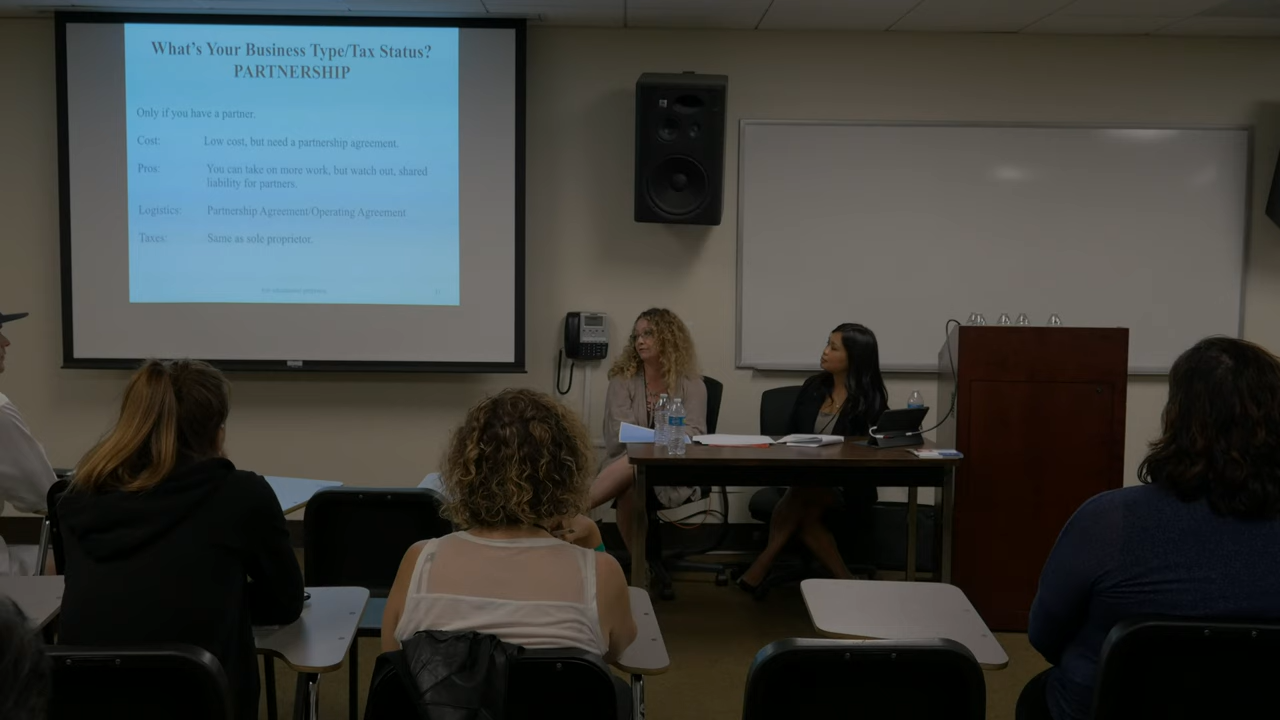 What's Your Business Type/Tax Status?
PARTNERSHIP
Only if you have a partner.
Cost: Low cost, but need a partnership agreement.
Pros: You can take on more work, but watch out, shared
liability for partners.
Logistics: Partnership Agreement/Operating Agreement
Taxes: Same as sole proprietor.